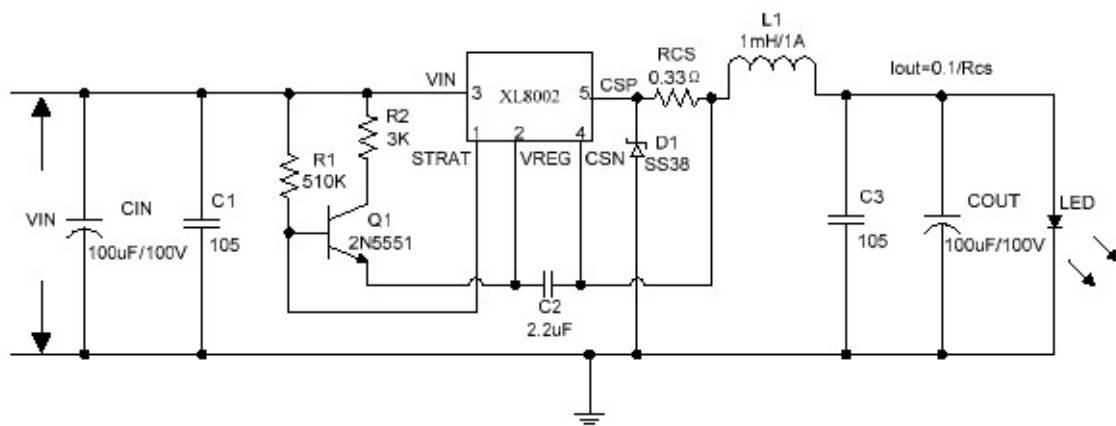 L1
1mH/1A
RCS
0.33Ω
Iout=0.1/Rcs
VIN
3
XL8002
5
CSP
R2
3K
1
2
4
STRAT
VREG
CSN
D1
SS38
R1
510K
C1
105
CIN
100uF/100V
VIN
Q1
2N5551
C3
105
COUT
100uF/100V
LED
C2
2.2uF